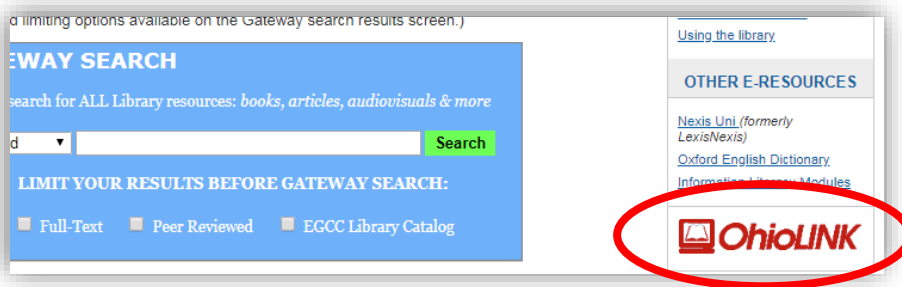 d limiting options available on the Gateway search results screen.)
EWAY SEARCH
search for ALL Library resources: books, articles, audiovisuals & more
d
Search
LIMIT YOUR RESULTS BEFORE GATEWAY SEARCH:
Full-Text Peer Reviewed EGCC Library Catalog
Using the library
OTHER E-RESOURCES
Nexis Uni (formerly
LexisNexis)
Oxford English Dictionary
Information Literacy Modules
OhioLINK